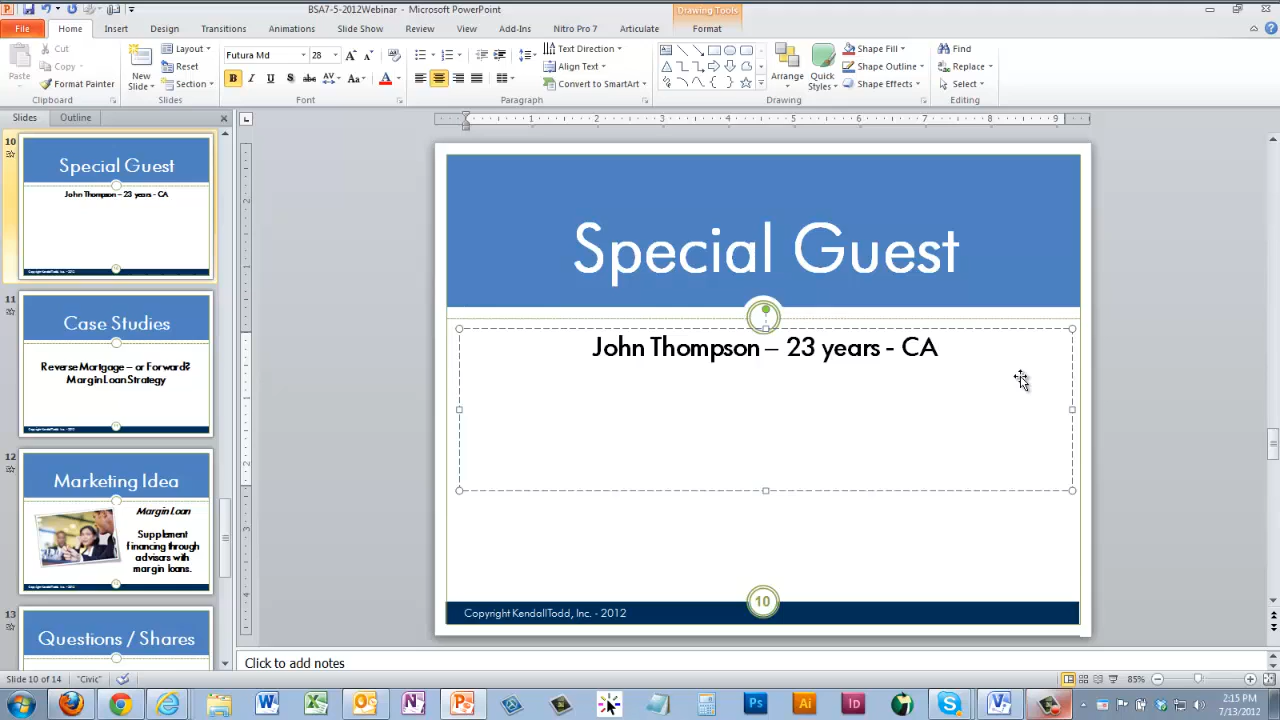 BSA7-5-2012Webinar - Microsoft PowerPoint
Drawing Tools
File
Home
Insert
Design
Transitions
Animations
Slide Show
Review
View
Add-Ins
Nitro Pro 7
Articulate
Format
Paste
Cut
Copy
Format Painter
Clipboard
New
Slide
Layout
Reset
Section
Slides
Futura Md
28
Font
Text Direction
Align Text
Convert to SmartArt
Paragraph
Arrange
Quick
Styles
Shape Fill
Shape Outline
Shape Effects
Drawing
Find
Replace
Select
Editing
Slides
Outline
10
Special Guest
John Thompson – 23 years - CA
Copyright KendallTodd, Inc. - 2012
11
Case Studies
Reverse Mortgage – or Forward?
Margin Loan Strategy
12
Marketing Idea
Margin Loan
Supplement
financing through
advisors with
margin loans.
13
Questions / Shares
Special Guest
John Thompson – 23 years - CA
Copyright KendallTodd, Inc. - 2012
10
Click to add notes
Slide 10 of 14
"Civic"
85%
2:15 PM
7/13/2012